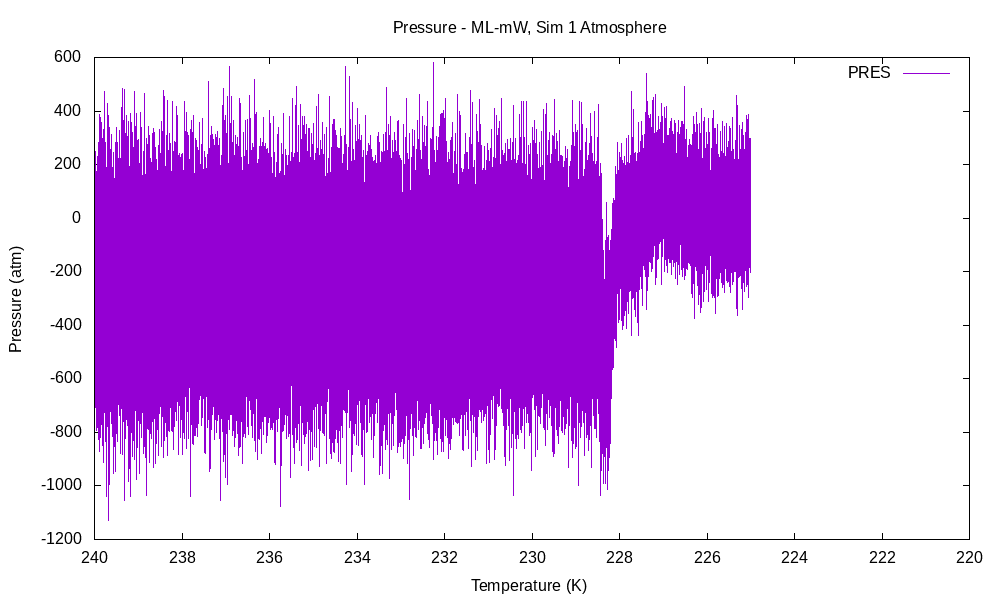 Pressure - ML-mW, Sim 1 Atmosphere
PRES
600
400
200
0
-200
-400
-600
-800
-1000
-1200
Pressure (atm)
240 238 236 234 232 230 228 226 224 222 220
Temperature (K)